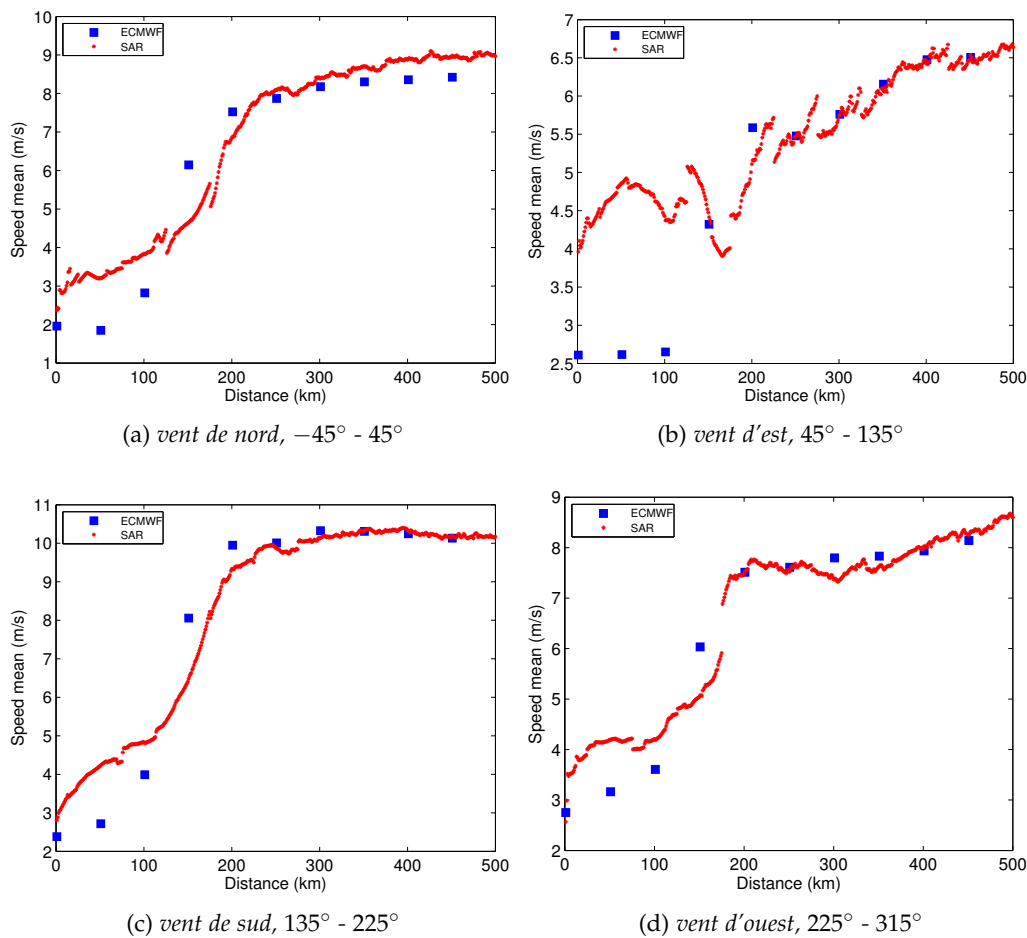 10
9
8
7
6
5
4
3
2
1
0 100 200 300 400 500
Speed mean (m/s)
Distance (km)
ECMWF
SAR
(a) vent de nord, −45° - 45°
7
6.5
6
5.5
5
4.5
4
3.5
3
2.5
0 100 200 300 400 500
Speed mean (m/s)
Distance (km)
ECMWF
SAR
(b) vent d'est, 45° - 135°
11
10
9
8
7
6
5
4
3
2
0 100 200 300 400 500
Speed mean (m/s)
Distance (km)
ECMWF
SAR
(c) vent de sud, 135° - 225°
9
8
7
6
5
4
3
2
0 100 200 300 400 500
Speed mean (m/s)
Distance (km)
ECMWF
SAR
(d) vent d'ouest, 225° - 315°